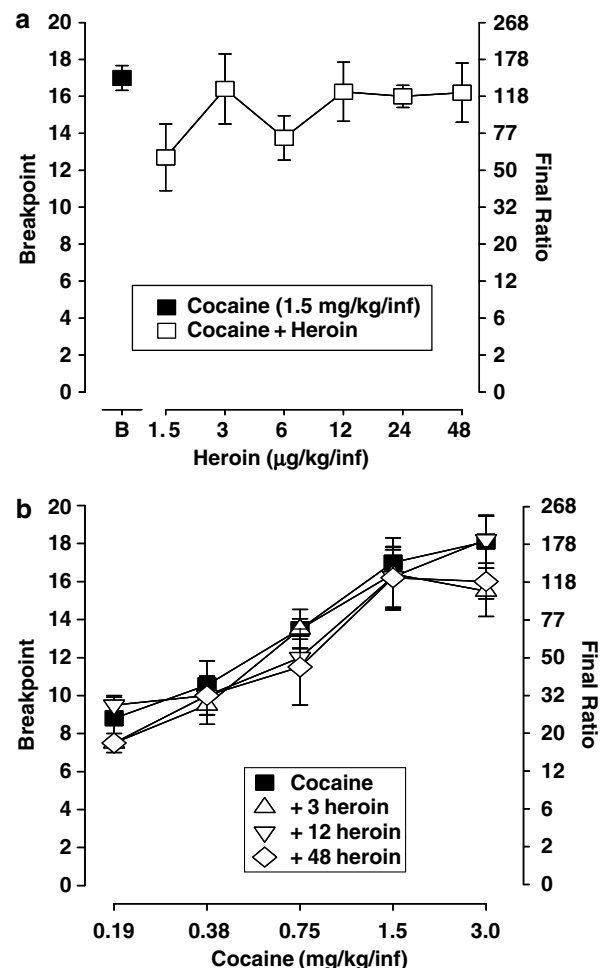 a
20 268
18 178
16 118
14 77
12 50
10 32
8 20
6 12
4 6
2 2
0 0
Breakpoint
Final Ratio
Cocaine (1.5 mg/kg/inf)
Cocaine + Heroin
B 1.5 3 6 12 24 48
Heroin (μg/kg/inf)
b
20 268
18 178
16 118
14 77
12 50
10 32
8 20
6 12
4 6
2 2
0 0
Breakpoint
Final Ratio
Cocaine
+ 3 heroin
+ 12 heroin
+ 48 heroin
0.19 0.38 0.75 1.5 3.0
Cocaine (mg/kg/inf)